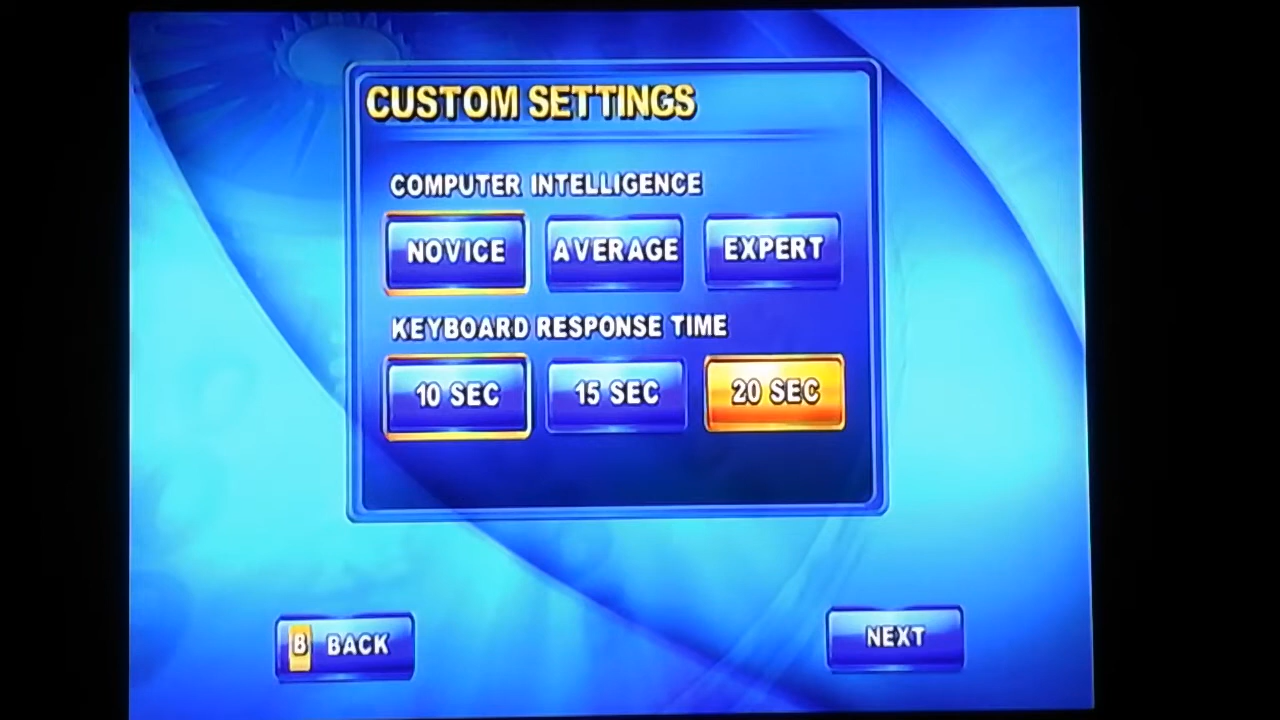 CUSTOM SETTINGS
COMPUTER INTELLIGENCE
NOVICE AVERAGE EXPERT
KEYBOARD RESPONSE TIME
10 SEC 15 SEC 20 SEC
B BACK NEXT